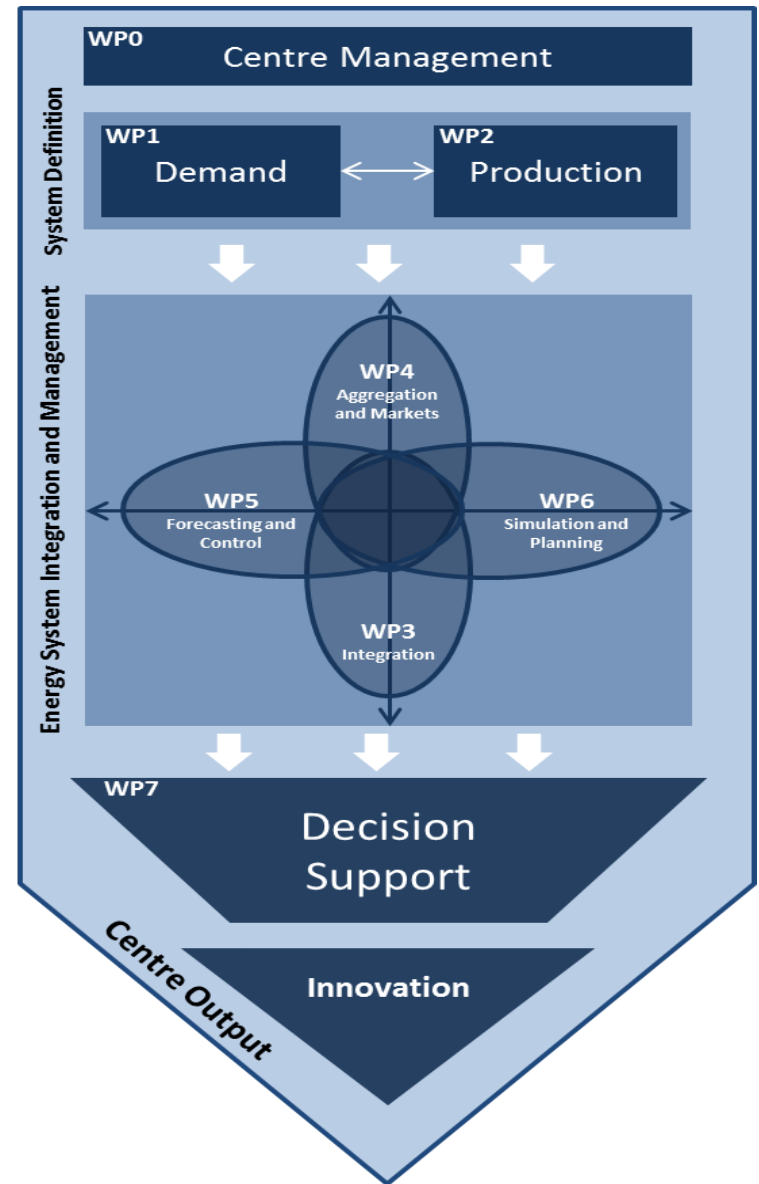 WP0
Centre Management
System Definition
WP1
Demand
WP2
Production
Energy System Integration and Management
WP4
Aggregation
and Markets
WP5
Forecasting and
Control
WP6
Simulation and
Planning
WP3
Integration
WP7
Decision
Support
Centre Output
Innovation